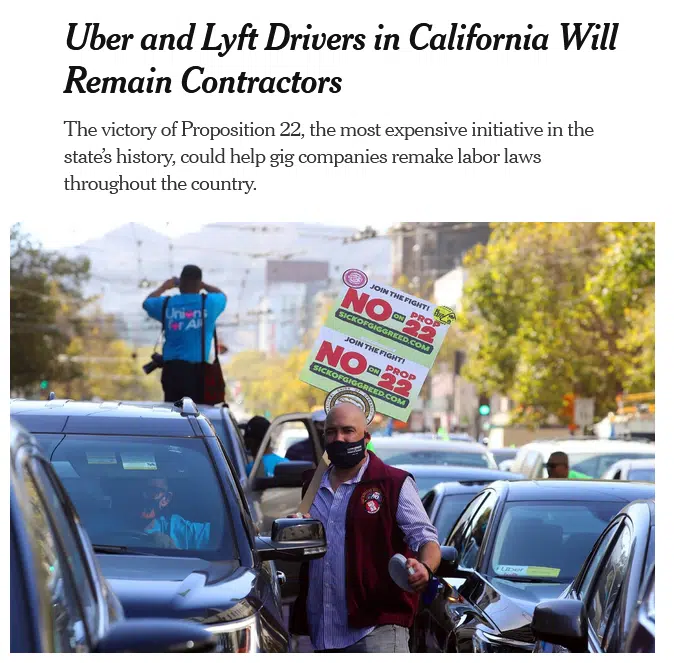 Uber and Lyft Drivers in California Will
Remain Contractors
The victory of Proposition 22, the most expensive initiative in the
state’s history, could help gig companies remake labor laws
throughout the country.
Unions
for All
JOIN THE FIGHT!
NO ON PROP 22
SICKOFGIGGREED.COM
JOIN THE FIGHT!
NO ON PROP 22
SICKOFGIGGREED.COM
Uber